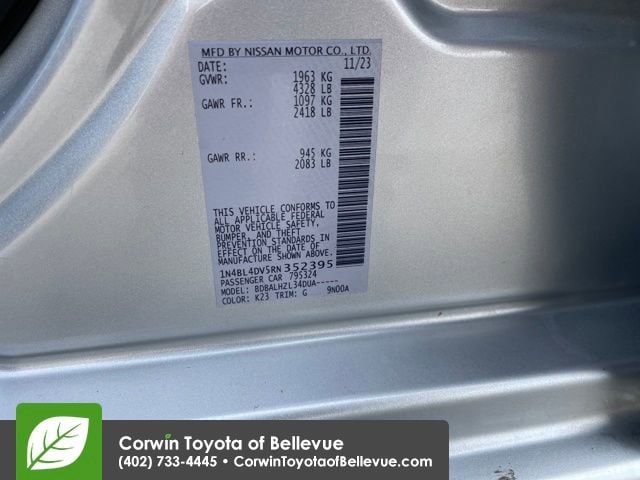 MFD BY NISSAN MOTOR CO., LTD.
DATE: 11/23
GVWR: 1963 KG
4328 LB
GAWR FR.: 1097 KG
2418 LB
GAWR RR.: 945 KG
2083 LB
THIS VEHICLE CONFORMS TO
ALL APPLICABLE FEDERAL
MOTOR VEHICLE SAFETY,
BUMPER, AND THEFT
PREVENTION STANDARDS IN
EFFECT ON THE DATE OF
MANUFACTURE SHOWN ABOVE.
1N4BL4DV5RN352395
PASSENGER CAR 795324
MODEL: BDBALHZL34DUA-----
COLOR: K23 TRIM: G 9N00A
Corwin Toyota of Bellevue
(402) 733-4445 • CorwinToyotaofBellevue.com